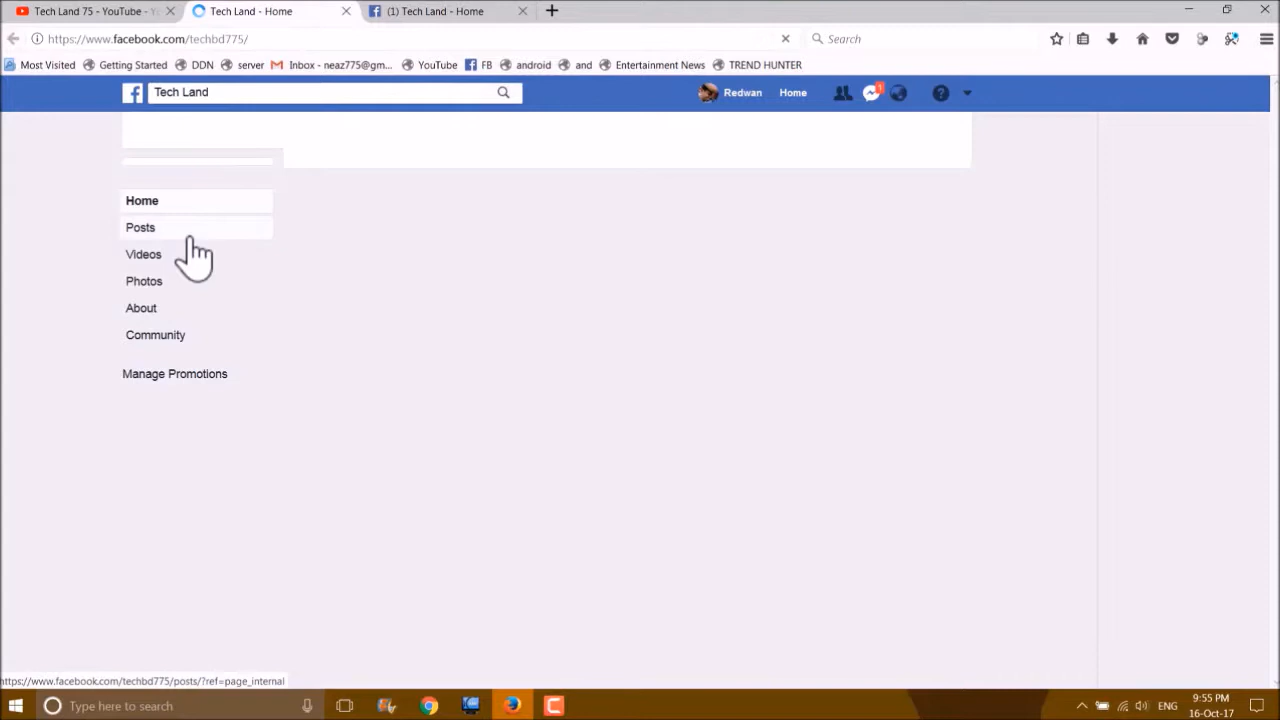 Tech Land 75 - YouTube - Y
Tech Land - Home
(1) Tech Land - Home
https://www.facebook.com/techbd775/
Search
Most Visited
Getting Started
DDN
server
Inbox - neaz775@gm...
YouTube
FB
android
and
Entertainment News
TREND HUNTER
Tech Land
Redwan
Home
1
Home
Posts
Videos
Photos
About
Community
Manage Promotions
https://www.facebook.com/techbd775/posts/?ref=page_internal
Type here to search
ENG
9:55 PM
16-Oct-17